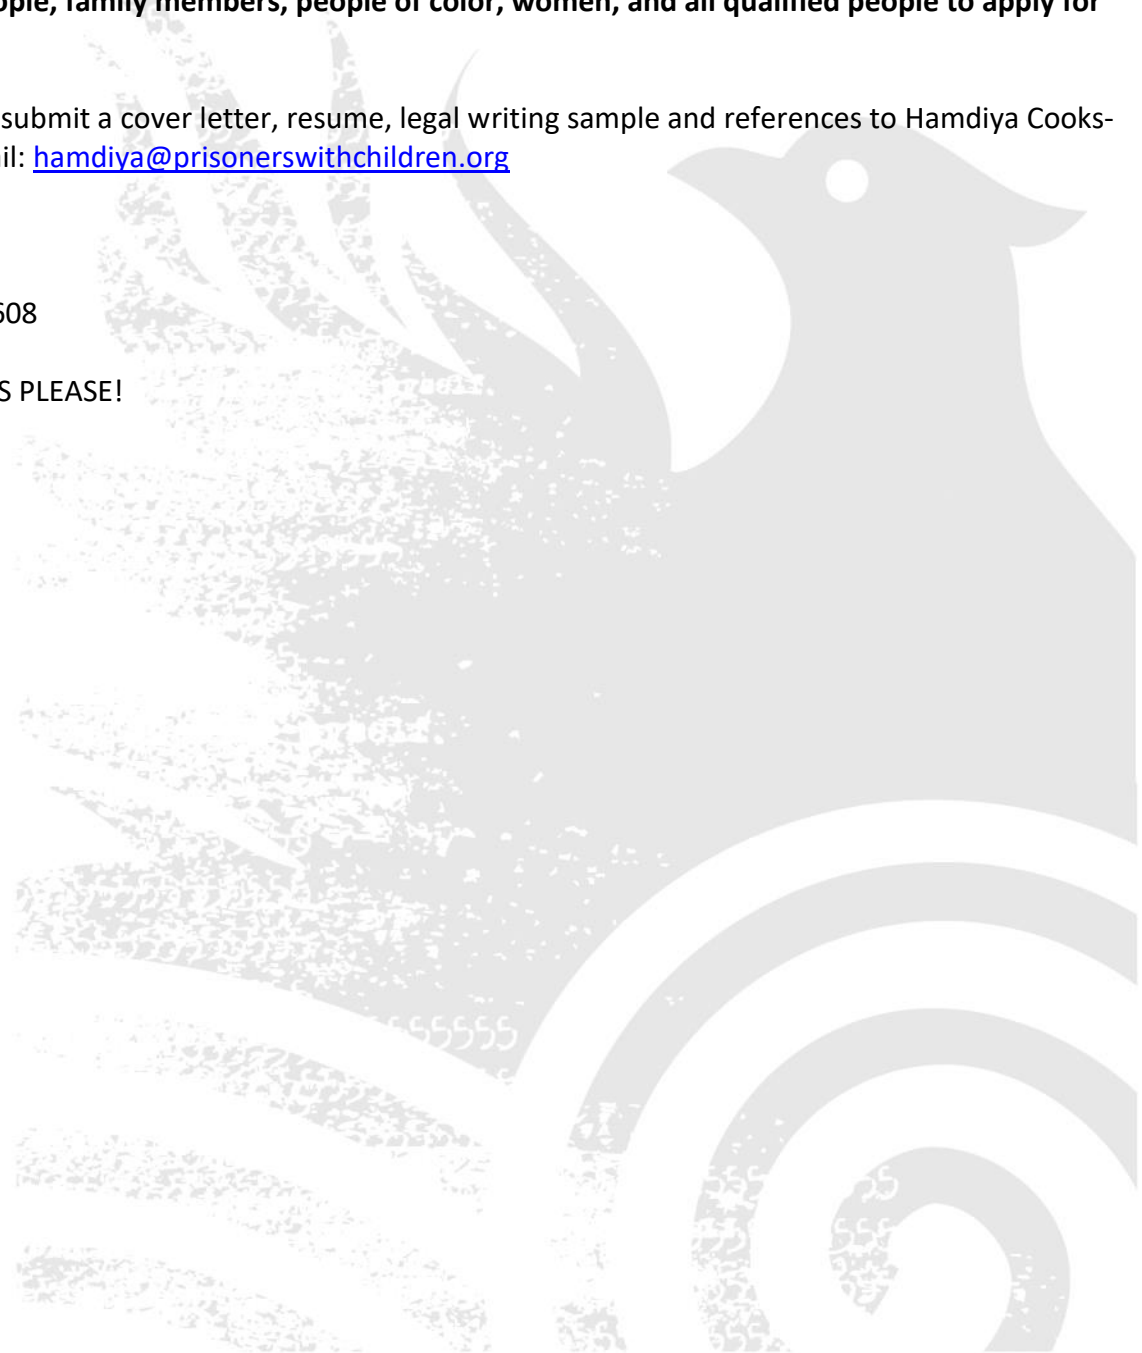 ople, family members, people of color, women, and all qualified people to apply for
submit a cover letter, resume, legal writing sample and references to Hamdiya Cooks-
il: hamdiya@prisonerswithchildren.org
608
S PLEASE!